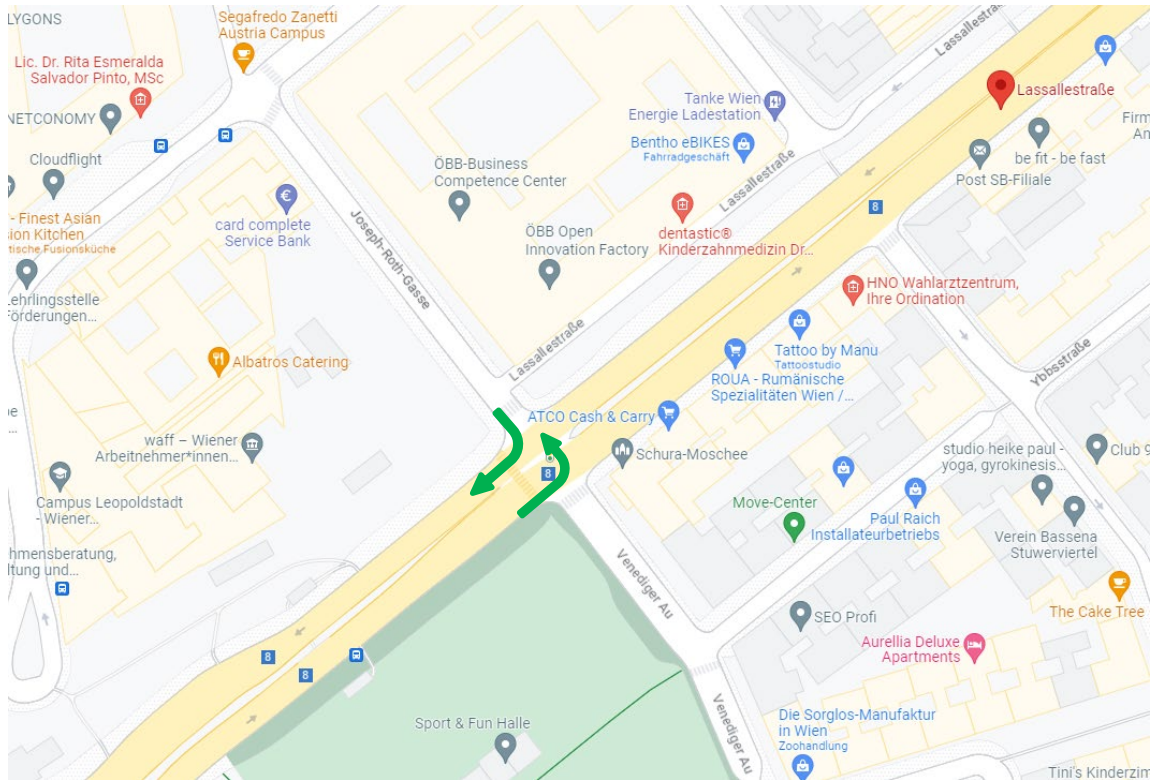 LYGONS
Segafredo Zanetti
Austria Campus
Lic. Dr. Rita Esmeralda
Salvador Pinto, MSc
NETCONOMY
Cloudflight
- Finest Asian
sion Kitchen
tische Fusionsküche
card complete
Service Bank
Lehrlingsstelle
Förderungen...
Albatros Catering
waff – Wiener
Arbeitnehmer*innen...
Campus Leopoldstadt
- Wiener...
hmensberatung,
ltung und...
Joseph-Roth-Gasse
ÖBB-Business
Competence Center
ÖBB Open
Innovation Factory
Tanke Wien
Energie Ladestation
Bentho eBIKES
Fahrradgeschäft
dentastic®
Kinderzahnmedizin Dr...
Lassallestraße
Lassallestraße
Lassallestraße
Lassallestraße
Firm
An
be fit - be fast
Post SB-Filiale
8
HNO Wahlarztzentrum,
Ihre Ordination
Tattoo by Manu
Tattoostudio
ROUA - Rumänische
Spezialitäten Wien /...
Ybbsstraße
ATCO Cash & Carry
Schura-Moschee
8
studio heike paul -
yoga, gyrokinesis...
Club 9
Move-Center
Paul Raich
Installateurbetriebs
Verein Bassena
Stuwerviertel
The Cake Tree
Venediger Au
SEO Profi
Aurellia Deluxe
Apartments
8
8
Sport & Fun Halle
Venediger Au
Die Sorglos-Manufaktur
in Wien
Zoohandlung
Tini's Kinderzim